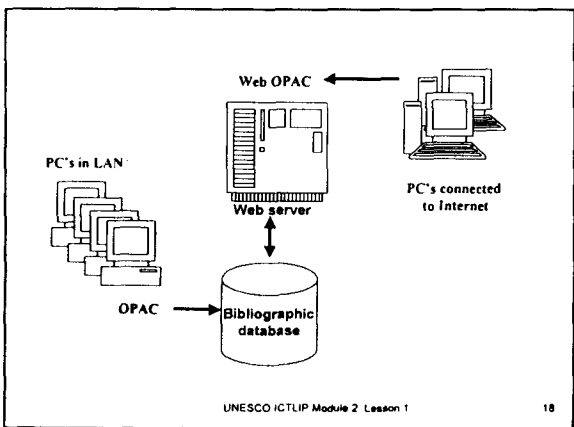 Web OPAC
PC's in LAN
Web server
PC's connected
to Internet
OPAC
Bibliographic
database
UNESCO ICTLIP Module 2 Lesson 1
18